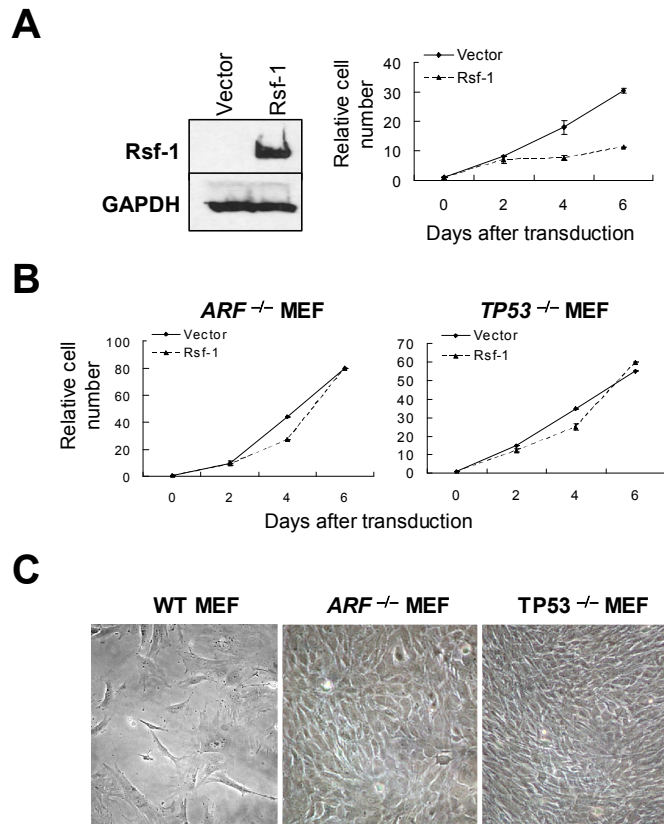 A
Vector
Rsf-1
Rsf-1
GAPDH
Relative cell
number
Vector
Rsf-1
40
30
20
10
0
0 2 4 6
Days after transduction
B
ARF –/– MEF
TP53 –/– MEF
Relative cell
number
Vector
Rsf-1
100
80
60
40
20
0
0 2 4 6
Vector
Rsf-1
70
60
50
40
30
20
10
0
0 2 4 6
Days after transduction
C
WT MEF
ARF –/– MEF
TP53 –/– MEF